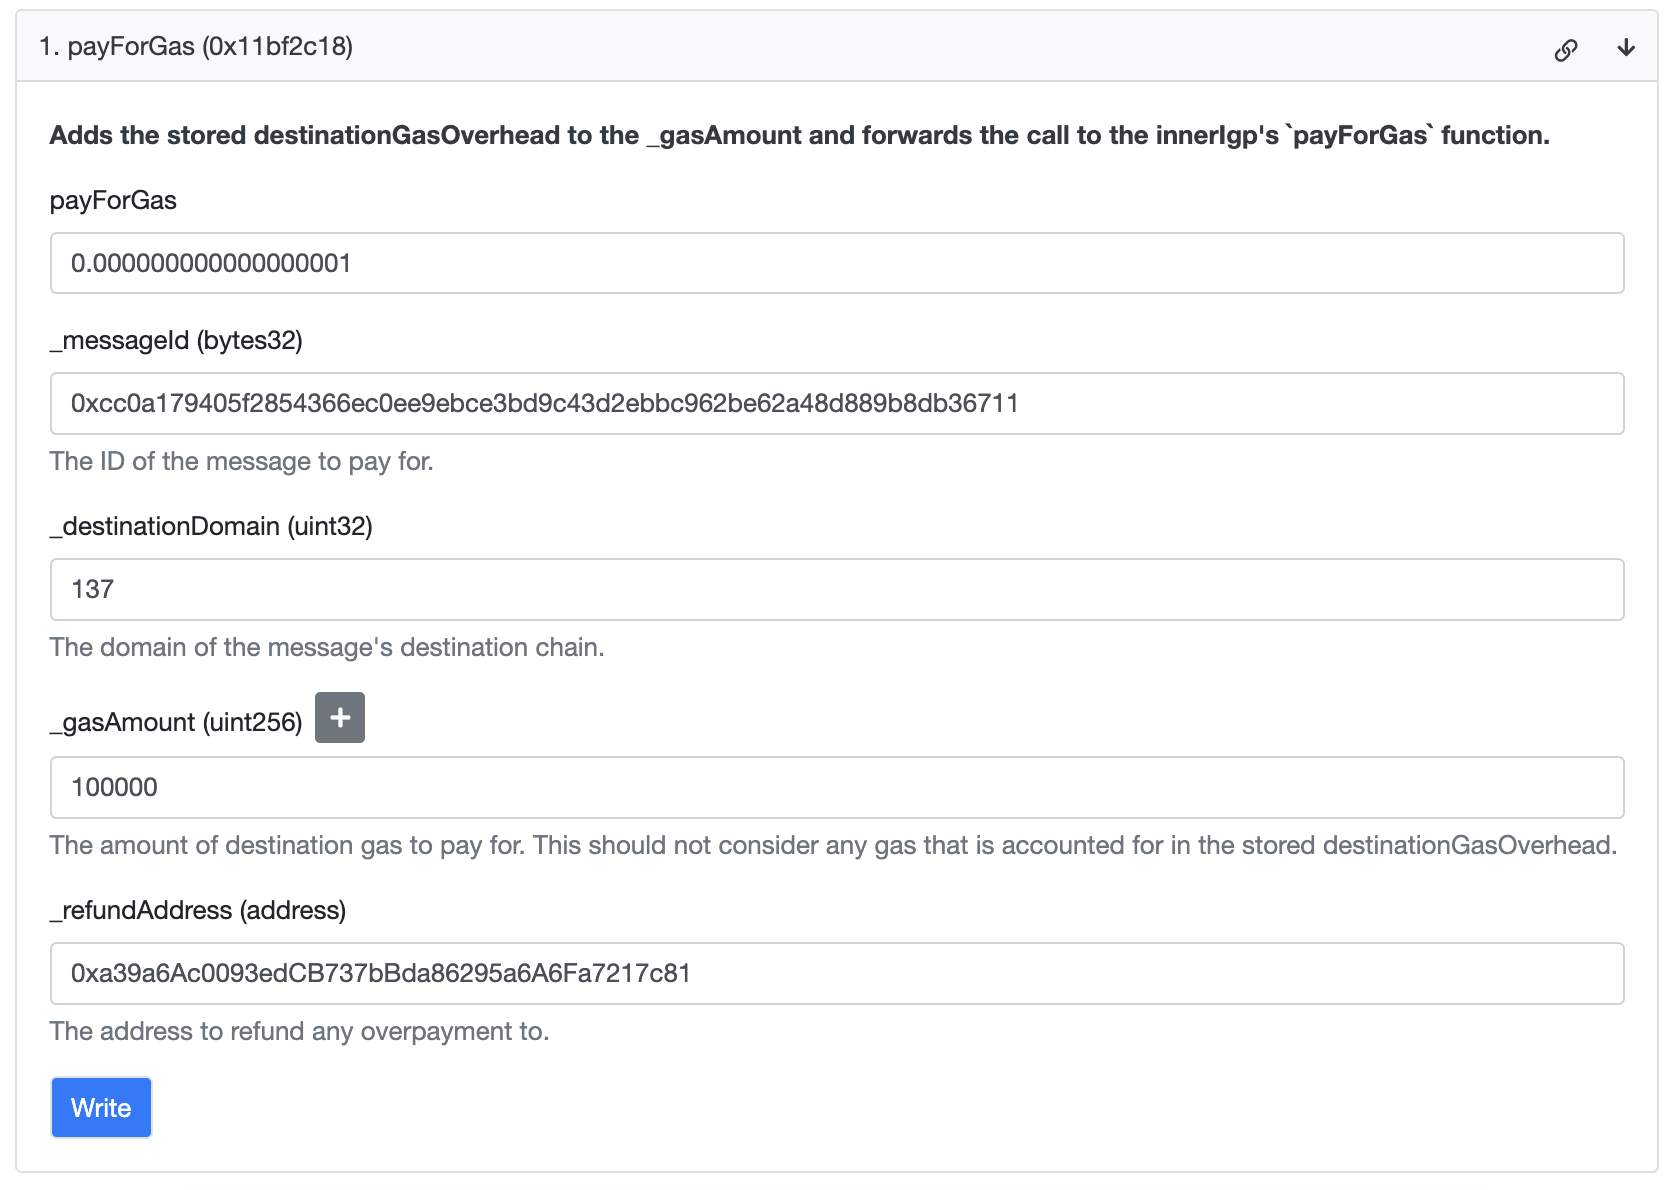 1. payForGas (0x11bf2c18)
Adds the stored destinationGasOverhead to the _gasAmount and forwards the call to the innerIgp's `payForGas` function.
payForGas
0.000000000000000001
_messageId (bytes32)
0xcc0a179405f2854366ec0ee9ebce3bd9c43d2ebbc962be62a48d889b8db36711
The ID of the message to pay for.
_destinationDomain (uint32)
137
The domain of the message's destination chain.
_gasAmount (uint256)
100000
The amount of destination gas to pay for. This should not consider any gas that is accounted for in the stored destinationGasOverhead.
_refundAddress (address)
0xa39a6Ac0093edCB737bBda86295a6A6Fa7217c81
The address to refund any overpayment to.
Write